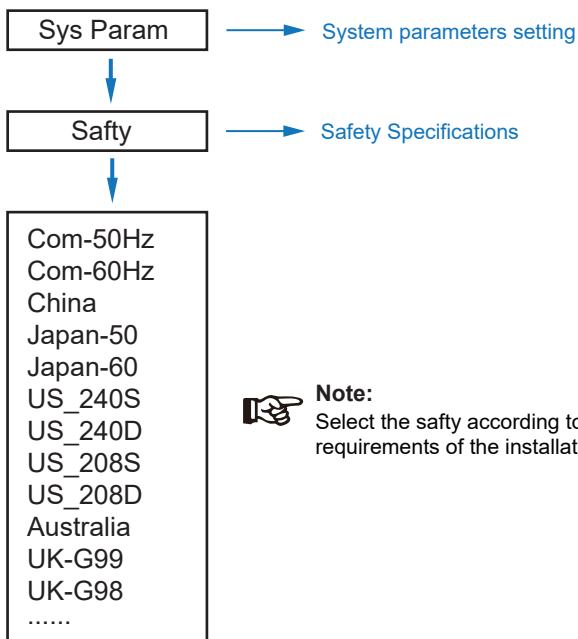 Sys Param
System parameters setting
Safty
Safety Specifications
Com-50Hz
Com-60Hz
China
Japan-50
Japan-60
US_240S
US_240D
US_208S
US_208D
Australia
UK-G99
UK-G98
......
Note:
Select the safty according to
requirements of the